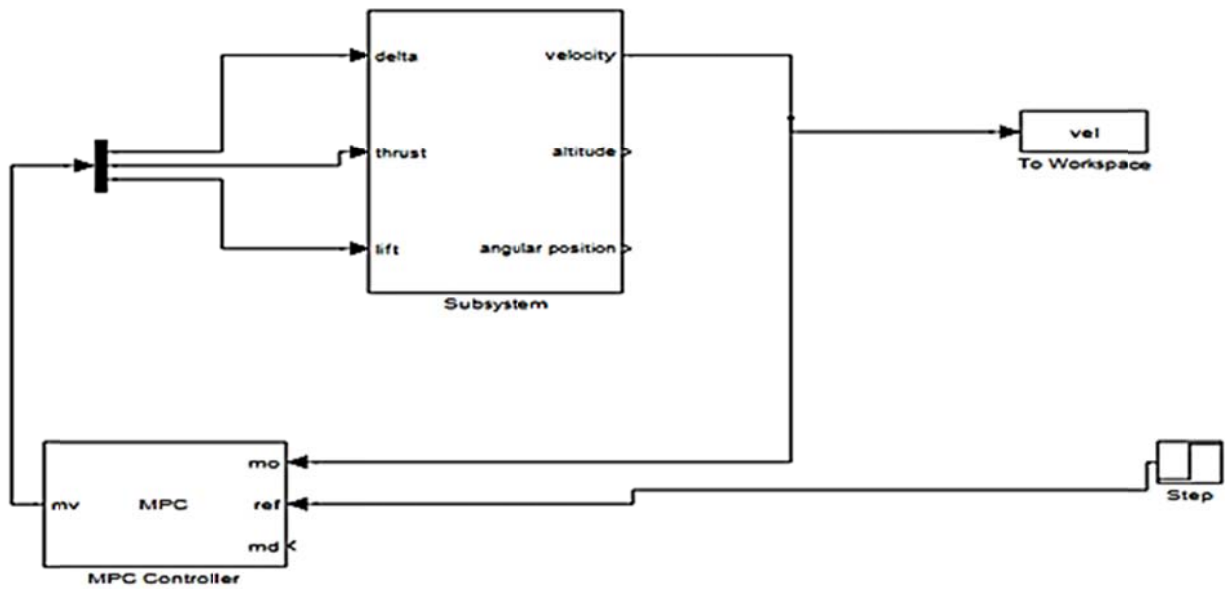 delta
velocity
thrust
altitude
lift
angular position
Subsystem
vel
To Workspace
mo
mv
MPC
ref
md
MPC Controller
Step